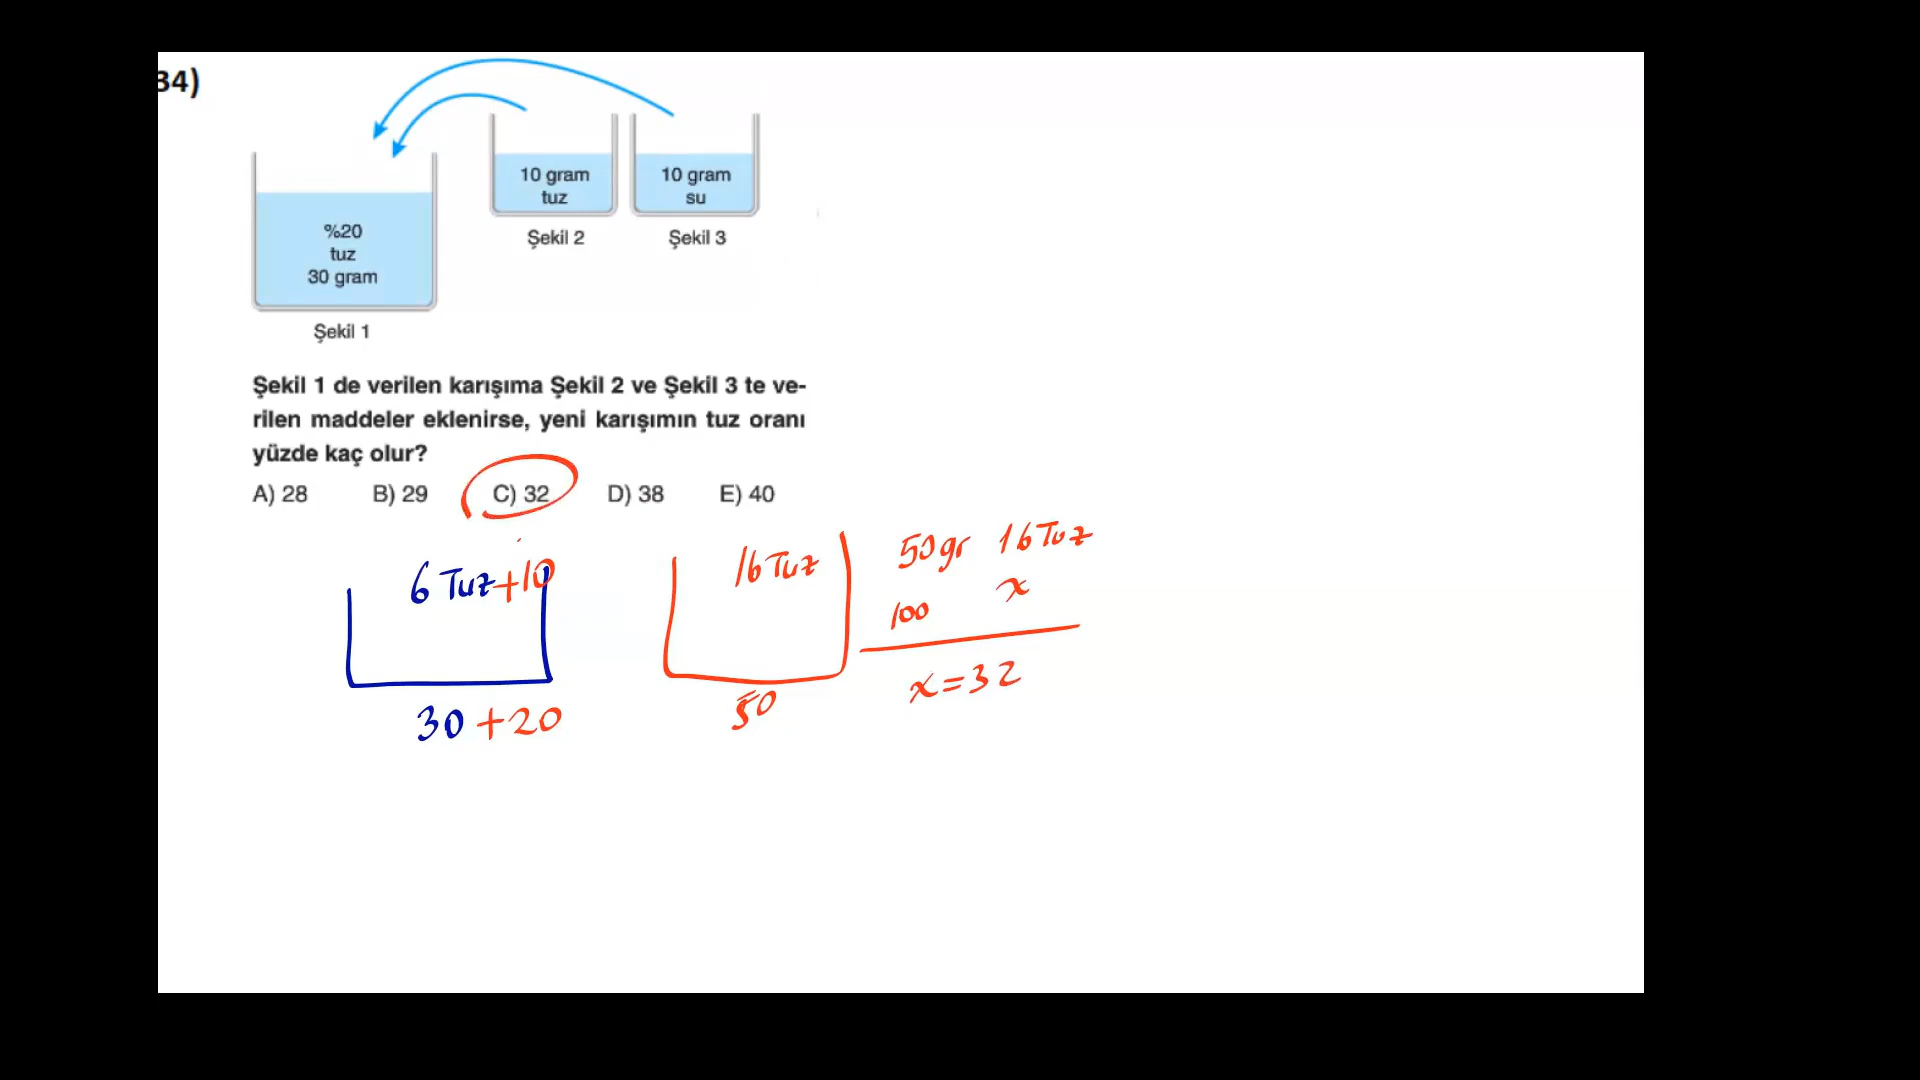 34)
10 gram
tuz
10 gram
su
Şekil 2
Şekil 3
%20
tuz
30 gram
Şekil 1
Şekil 1 de verilen karışıma Şekil 2 ve Şekil 3 te ve-
rilen maddeler eklenirse, yeni karışımın tuz oranı
yüzde kaç olur?
A) 28 B) 29 C) 32 D) 38 E) 40
6 Tuz+10
30 +20
16 Tuz
50
50gr 16 Tuz
100 x
x=32